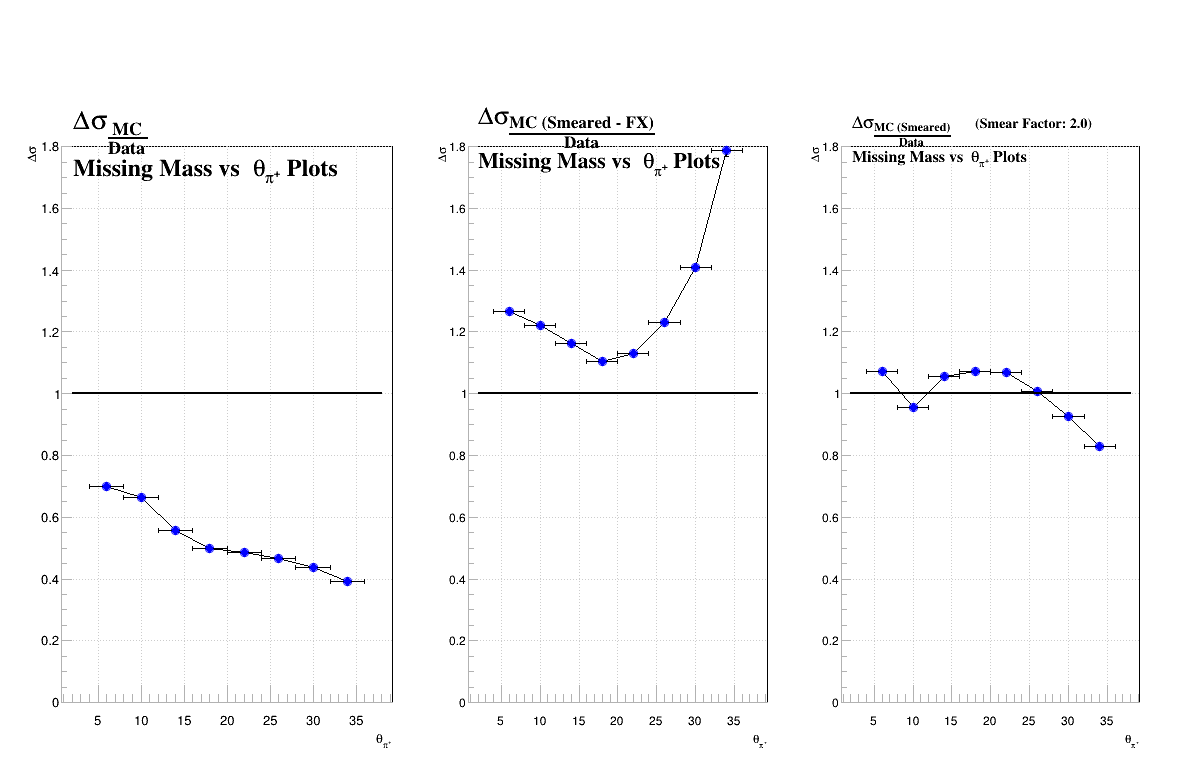 Δσ MC
Data
Missing Mass vs θπ+ Plots
Δσ
1.8
1.6
1.4
1.2
1
0.8
0.6
0.4
0.2
0
5 10 15 20 25 30 35
θπ+
Δσ MC (Smeared - FX)
Data
Missing Mass vs θπ+ Plots
Δσ
1.8
1.6
1.4
1.2
1
0.8
0.6
0.4
0.2
0
5 10 15 20 25 30 35
θπ+
Δσ MC (Smeared) (Smear Factor: 2.0)
Data
Missing Mass vs θπ+ Plots
Δσ
1.8
1.6
1.4
1.2
1
0.8
0.6
0.4
0.2
0
5 10 15 20 25 30 35
θπ+